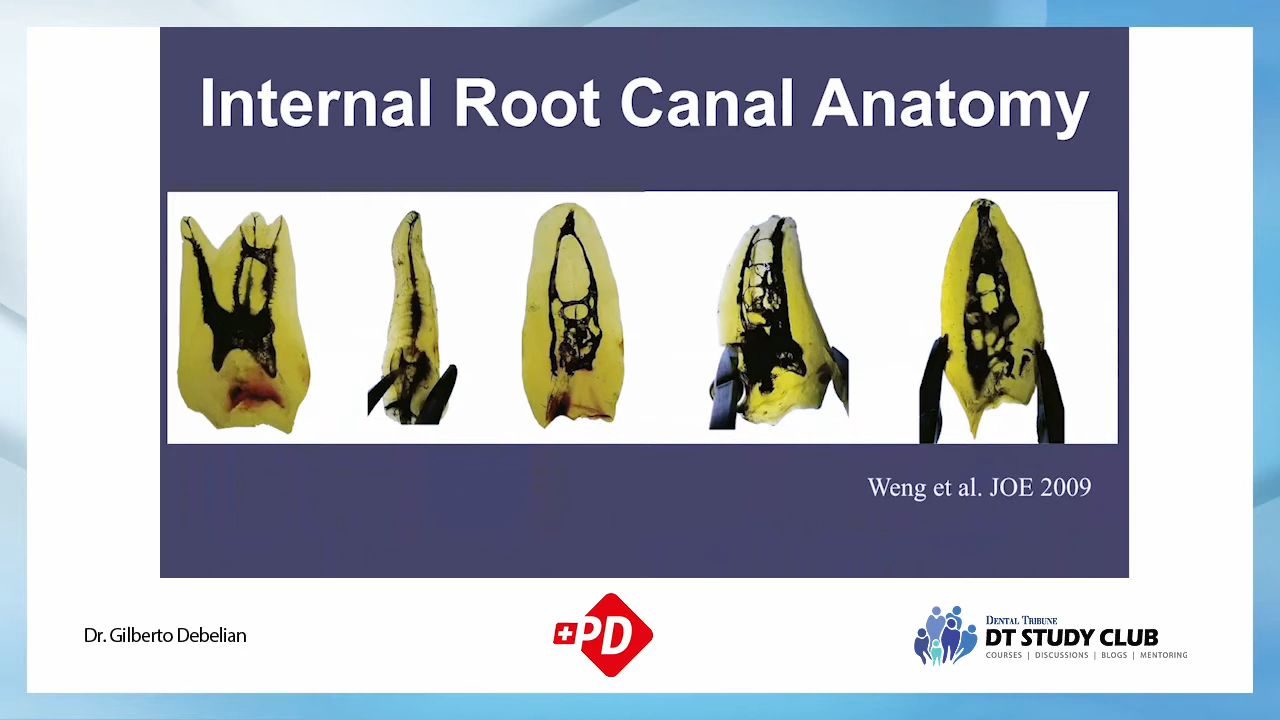 Internal Root Canal Anatomy
Weng et al. JOE 2009
Dr. Gilberto Debelian
PD
DENTAL TRIBUNE
DT STUDY CLUB
COURSES | DISCUSSIONS | BLOGS | MENTORING